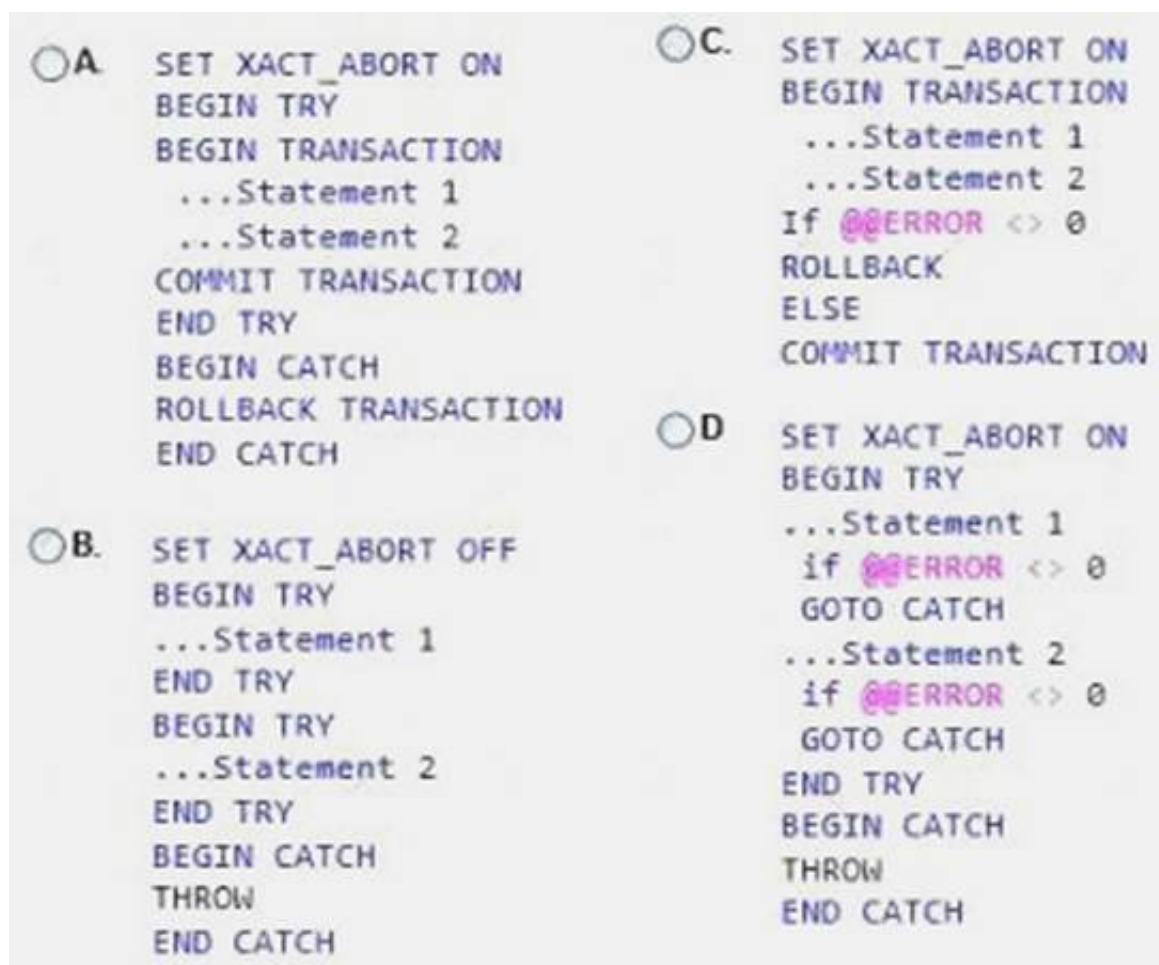 A. SET XACT_ABORT ON
BEGIN TRY
BEGIN TRANSACTION
...Statement 1
...Statement 2
COMMIT TRANSACTION
END TRY
BEGIN CATCH
ROLLBACK TRANSACTION
END CATCH
B. SET XACT_ABORT OFF
BEGIN TRY
...Statement 1
END TRY
BEGIN TRY
...Statement 2
END TRY
BEGIN CATCH
THROW
END CATCH
C. SET XACT_ABORT ON
BEGIN TRANSACTION
...Statement 1
...Statement 2
If @@ERROR <> 0
ROLLBACK
ELSE
COMMIT TRANSACTION
D SET XACT_ABORT ON
BEGIN TRY
...Statement 1
if @@ERROR <> 0
GOTO CATCH
...Statement 2
if @@ERROR <> 0
GOTO CATCH
END TRY
BEGIN CATCH
THROW
END CATCH